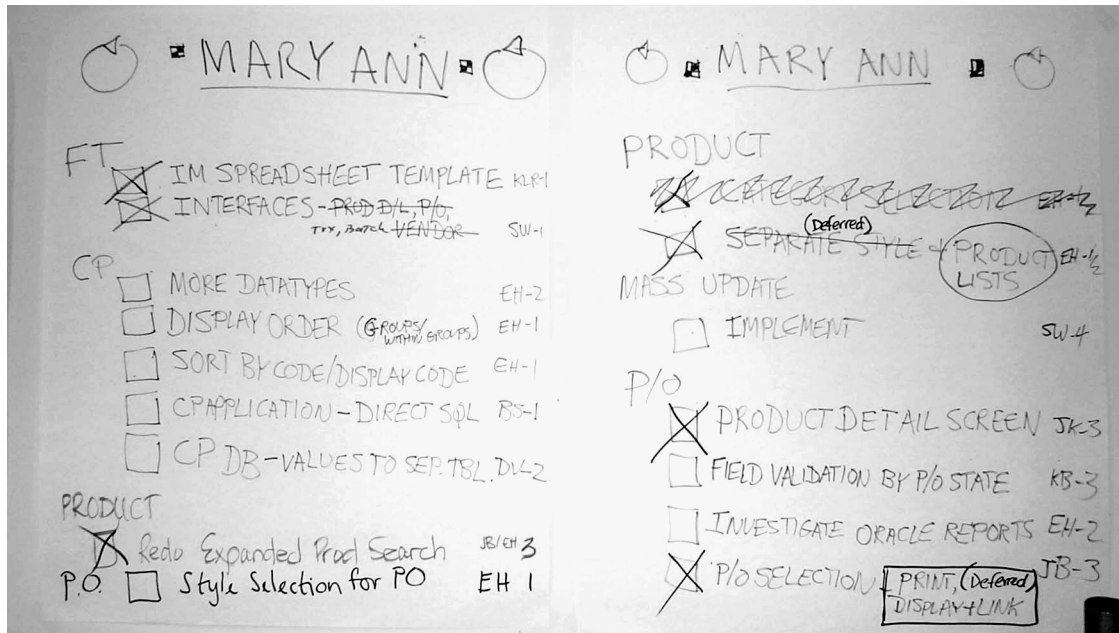 MARY ANN
FT
IM SPREADSHEET TEMPLATE KLR-1
INTERFACES - PROD D/L, P/O,
Trx, Batch VENDOR SW-1
CP
MORE DATATYPES EH-2
DISPLAY ORDER (GROUPS/WITHIN GROUPS) EH-1
SORT BY CODE/DISPLAY CODE EH-1
CP APPLICATION - DIRECT SQL BJ-1
CP DB - VALUES TO SEP. TBL. DV-2
PRODUCT
Redo Expanded Prod Search JB/EH 3
P.O. Style Selection for PO EH 1
MARY ANN
PRODUCT
CATEGORY SELECTION
(Deferred)
SEPARATE STYLE + PRODUCT LISTS EH-1/2
MASS UPDATE
IMPLEMENT SW-4
P/O
PRODUCT DETAIL SCREEN JK-3
FIELD VALIDATION BY P/O STATE KB-3
INVESTIGATE ORACLE REPORTS EH-2
P/O SELECTION + PRINT, (Deferred) JB-3
DISPLAY + LINK